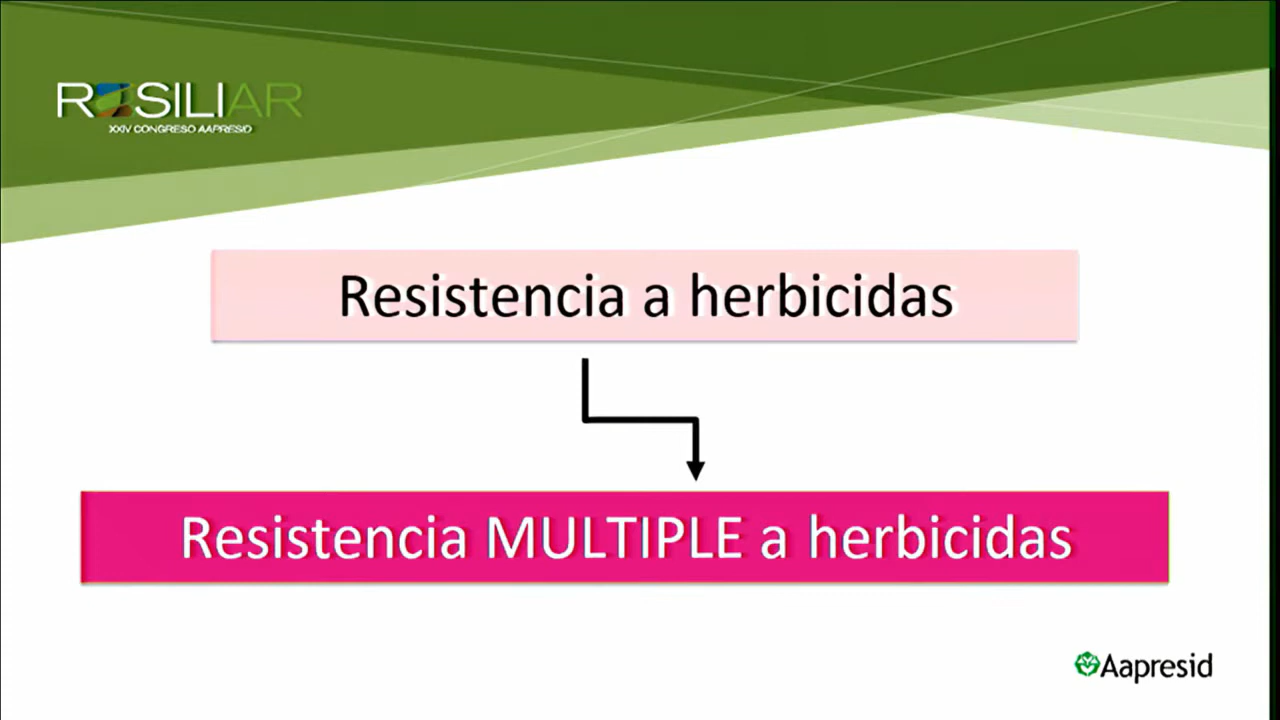 RESILIAR
XXIV CONGRESO AAPRESID
Resistencia a herbicidas
Resistencia MULTIPLE a herbicidas
Aapresid